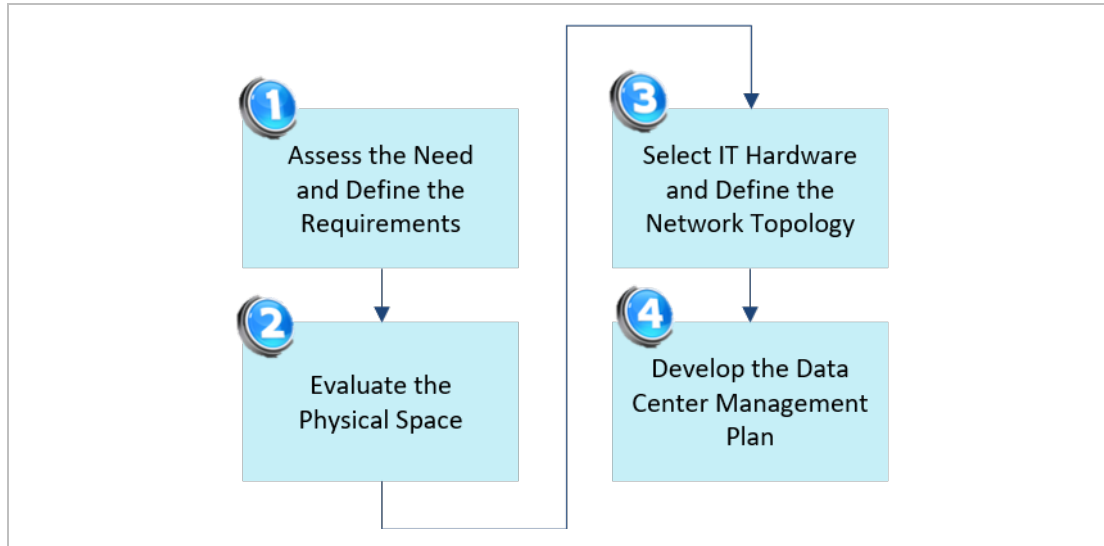 1
Assess the Need
and Define the
Requirements
2
Evaluate the
Physical Space
3
Select IT Hardware
and Define the
Network Topology
4
Develop the Data
Center Management
Plan